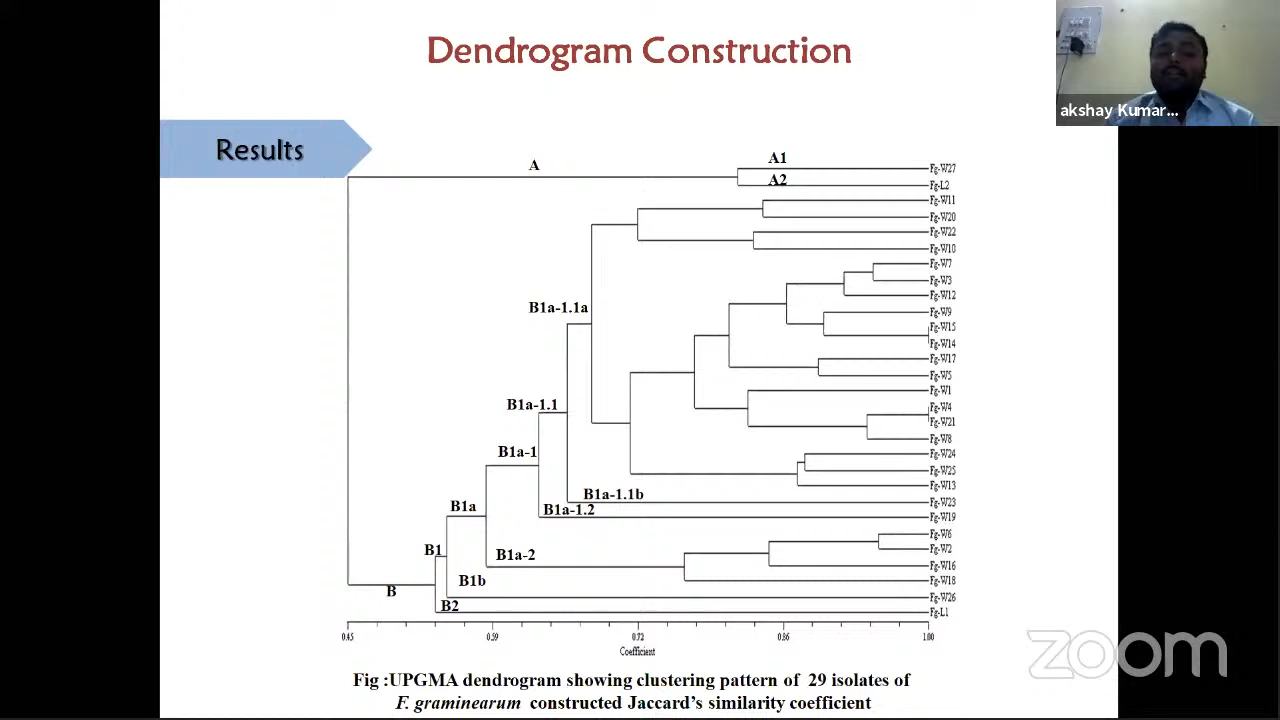 Dendrogram Construction
akshay Kumar...
Results
A
A1
A2
Fg-W27
Fg-L2
Fg-W11
Fg-W20
Fg-W22
Fg-W10
Fg-W7
Fg-W3
Fg-W12
Fg-W9
Fg-W15
Fg-W14
Fg-W17
Fg-W5
Fg-W1
Fg-W4
Fg-W21
Fg-W8
Fg-W24
Fg-W25
Fg-W13
Fg-W23
Fg-W19
Fg-W6
Fg-W2
Fg-W16
Fg-W18
Fg-W26
Fg-L1
B1a-1.1a
B1a-1.1
B1a-1
B1a-1.1b
B1a-1.2
B1a
B1
B1a-2
B1b
B
B2
0.45 0.59 0.72 0.86 1.00
Coefficient
zoom
Fig :UPGMA dendrogram showing clustering pattern of 29 isolates of
F. graminearum constructed Jaccard's similarity coefficient